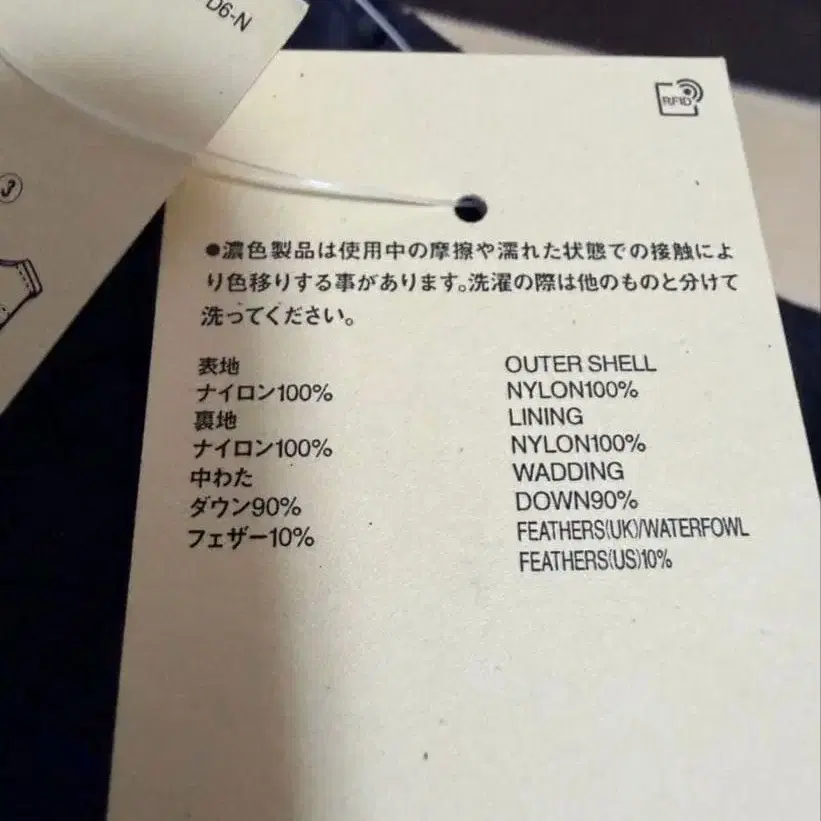 D6-N
3
RFID
●濃色製品は使用中の摩擦や濡れた状態での接触によ
り色移りする事があります。洗濯の際は他のものと分けて
洗ってください。
表地
ナイロン100%
裏地
ナイロン100%
中わた
ダウン90%
フェザー10%
OUTER SHELL
NYLON100%
LINING
NYLON100%
WADDING
DOWN90%
FEATHERS(UK)/WATERFOWL
FEATHERS(US)10%